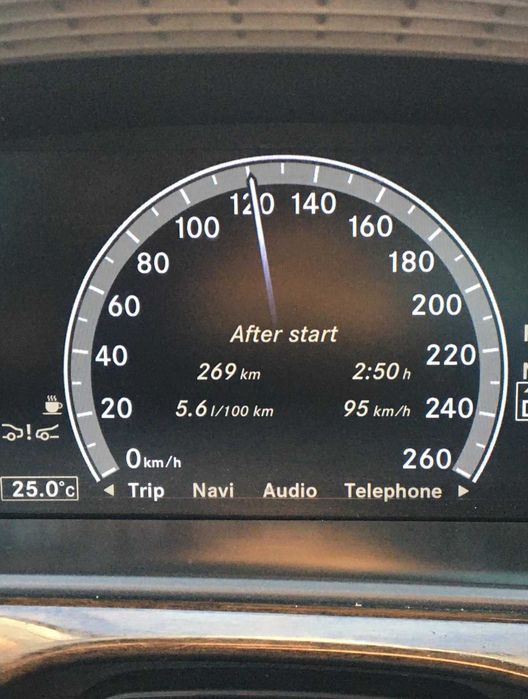 120 140
100 160
80 180
60 200
After start
40 220
269 km 2:50 h
20 5.6 l/100 km 95 km/h 240
0 km/h 260
25.0°C Trip Navi Audio Telephone